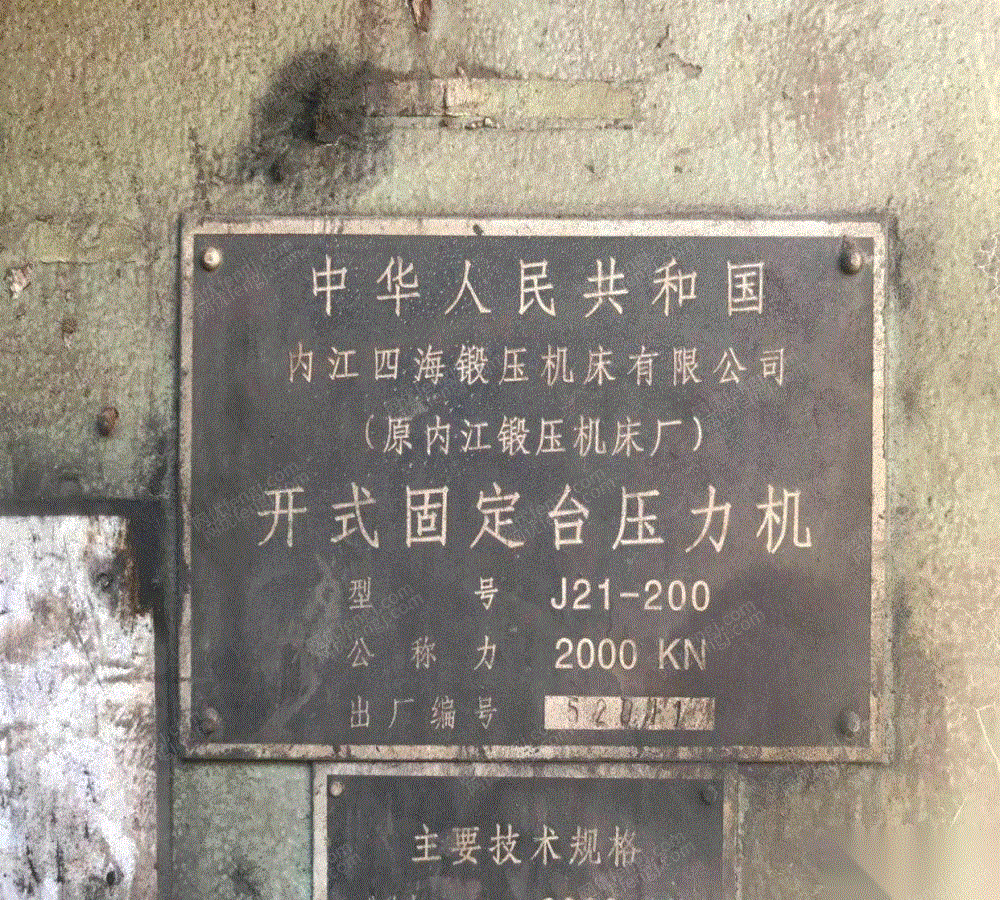 中华人民共和国
内江四海锻压机床有限公司
(原内江锻压机床厂)
开式固定台压力机
型号 J21-200
公称力 2000 KN
出厂编号
主要技术规格